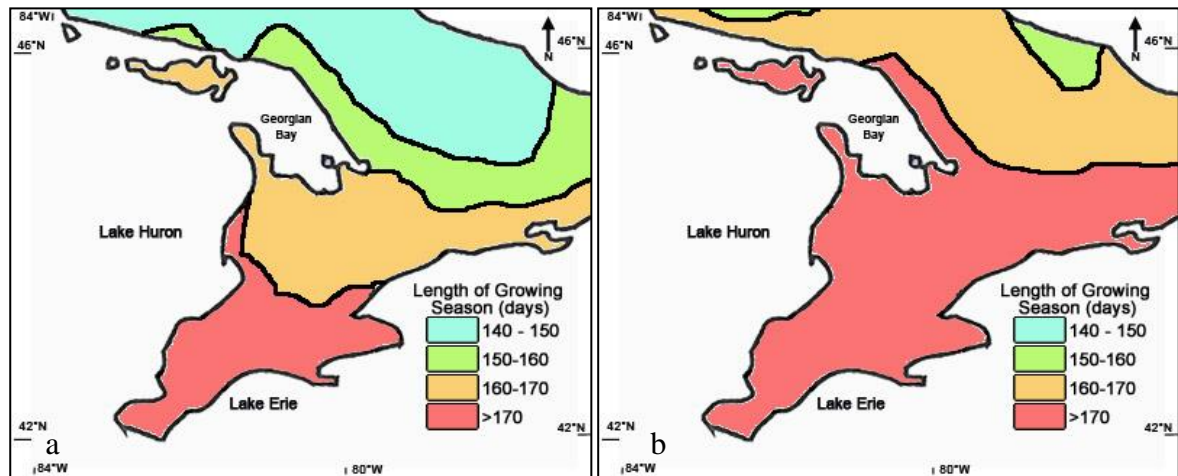 84°W
46°N
46°N
N
Georgian
Bay
Lake Huron
Length of Growing
Season (days)
140 - 150
150-160
160-170
>170
Lake Erie
42°N
42°N
a
84°W
80°W
84°W
46°N
46°N
N
Georgian
Bay
Lake Huron
Length of Growing
Season (days)
140 - 150
150-160
160-170
>170
Lake Erie
42°N
42°N
b
84°W
80°W